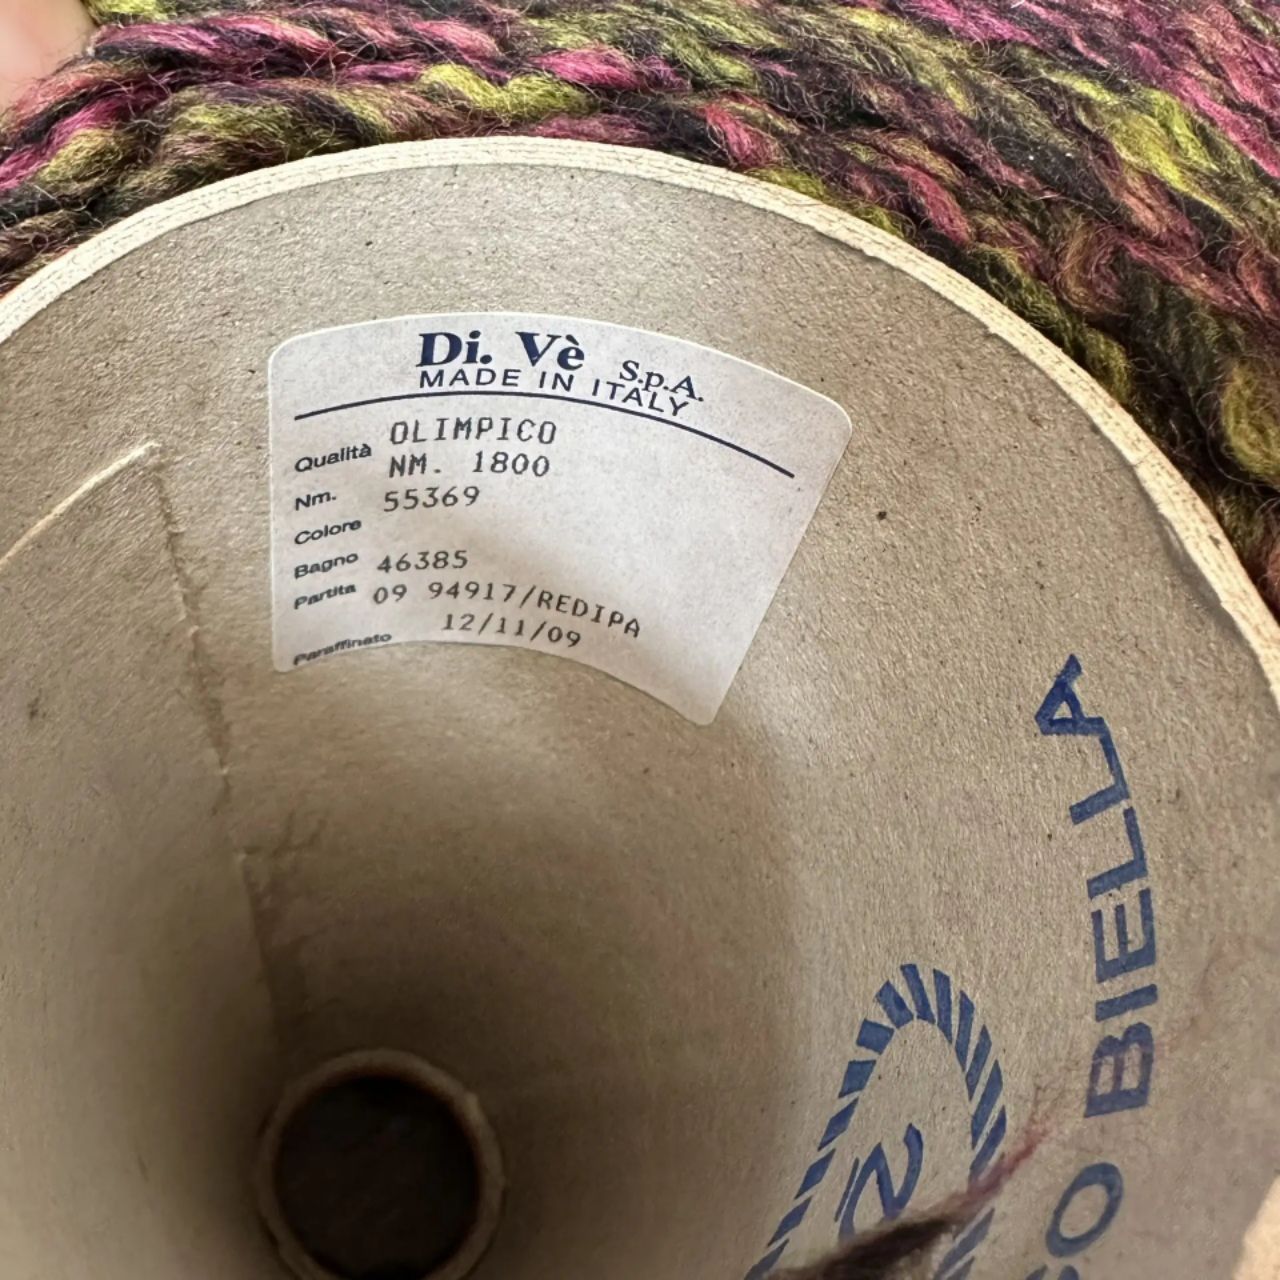 Di. Vè S.p.A.
MADE IN ITALY
Qualità OLIMPICO
NM. 1800
Nm. 55369
Colore
Bagno 46385
Partita 09 94917/REDIPA
12/11/09
Paraffinato
BIELLA